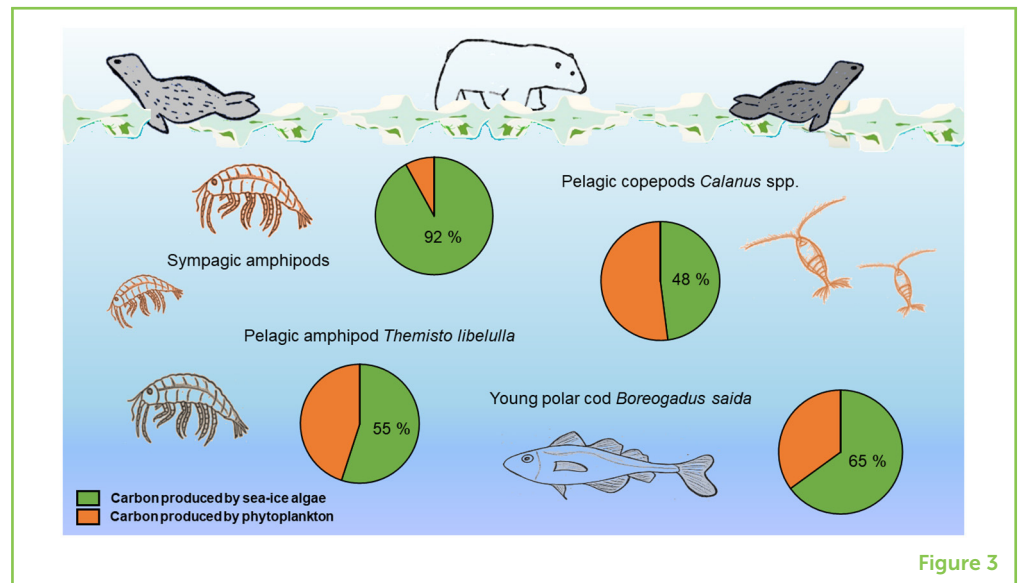 92 %
Pelagic copepods Calanus spp.
Sympagic amphipods
48 %
Pelagic amphipod Themisto libelulla
55 %
Young polar cod Boreogadus saida
65 %
Carbon produced by sea-ice algae
Carbon produced by phytoplankton
Figure 3